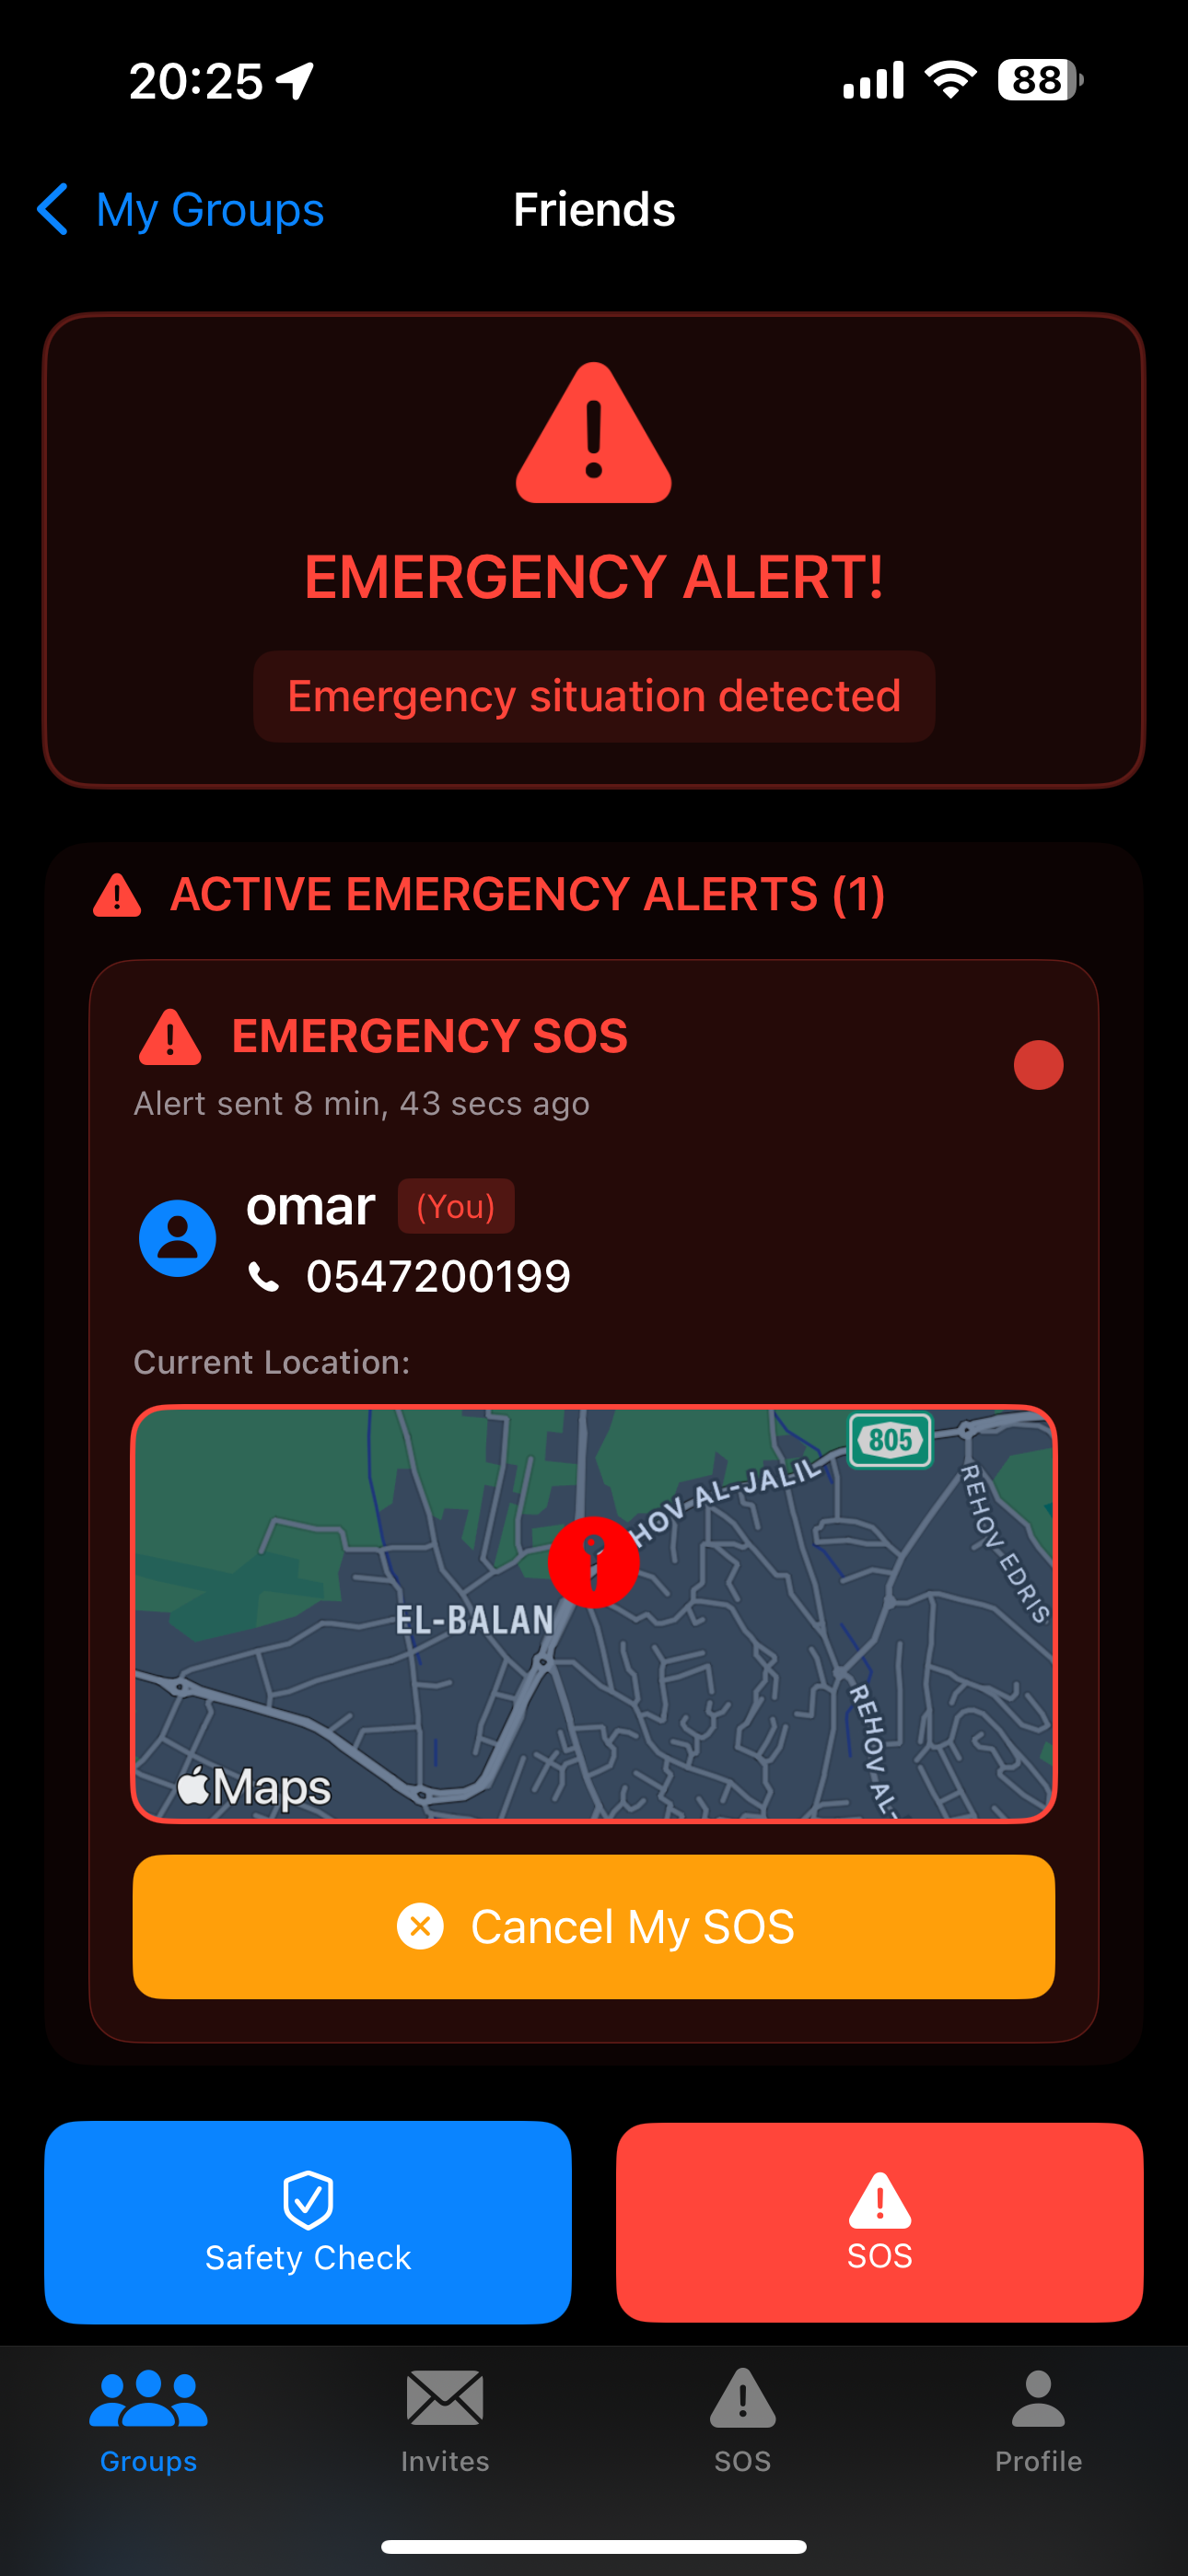 20:25
88
My Groups
Friends
EMERGENCY ALERT!
Emergency situation detected
ACTIVE EMERGENCY ALERTS (1)
EMERGENCY SOS
Alert sent 8 min, 43 secs ago
omar (You)
0547200199
Current Location:
805
HOV AL-JALIL
REHOV EDRIS
EL-BALAN
REHOV AL-
Maps
Cancel My SOS
Safety Check
SOS
Groups
Invites
SOS
Profile